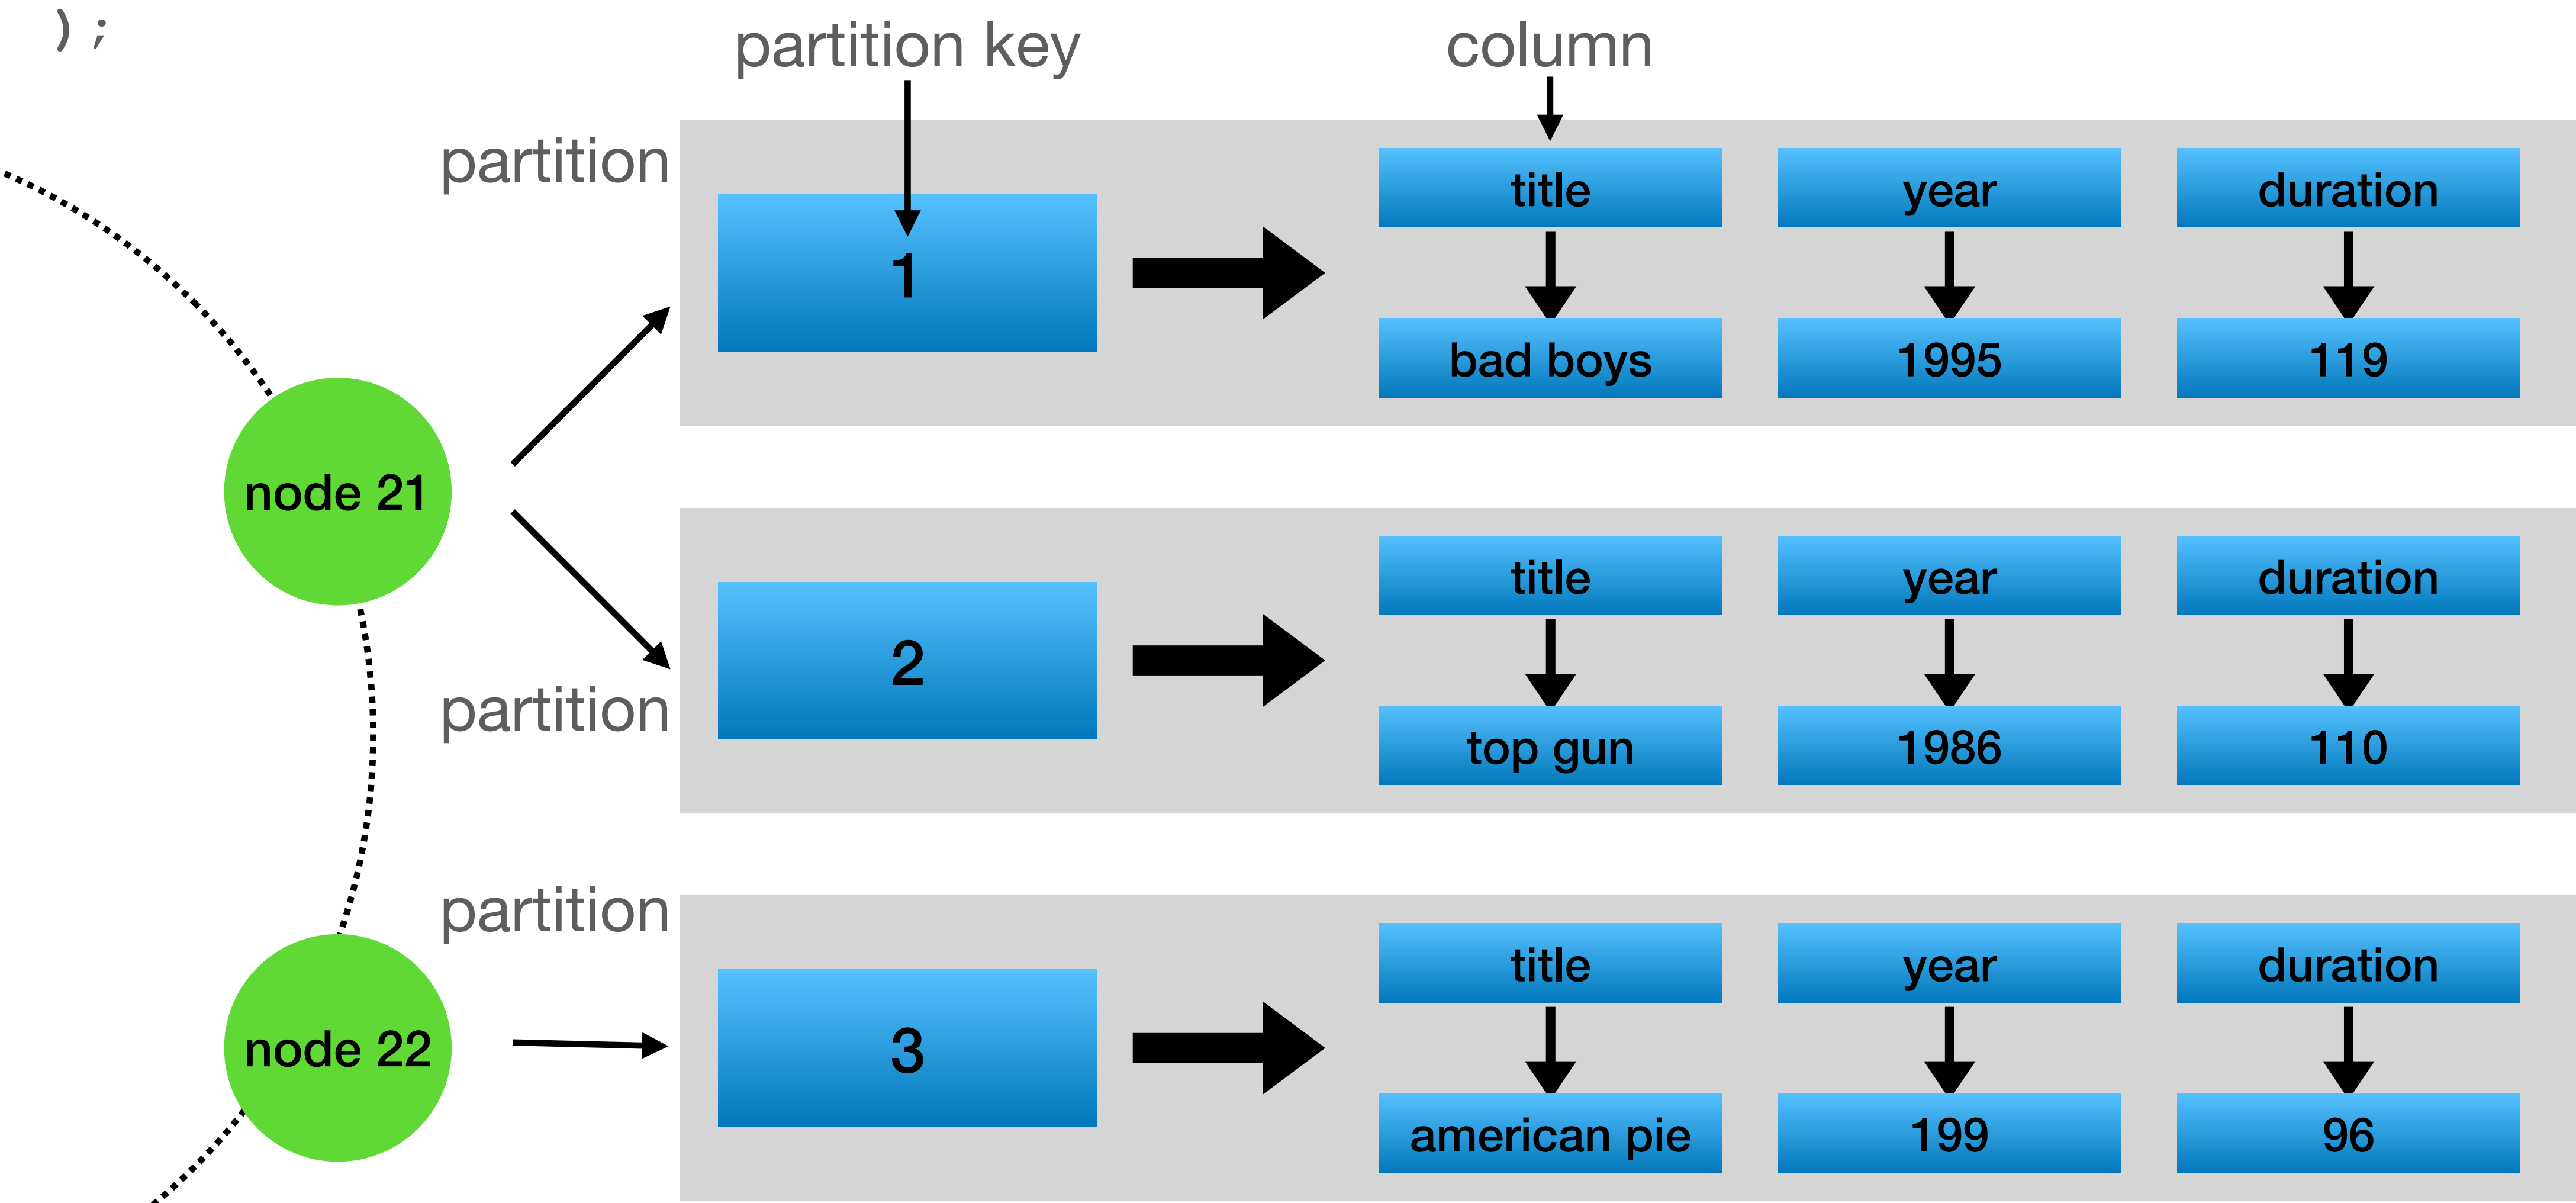 );
partition key
column
partition
title year duration
1
bad boys 1995 119
node 21
title year duration
2
partition
top gun 1986 110
partition
title year duration
node 22
3
american pie 199 96